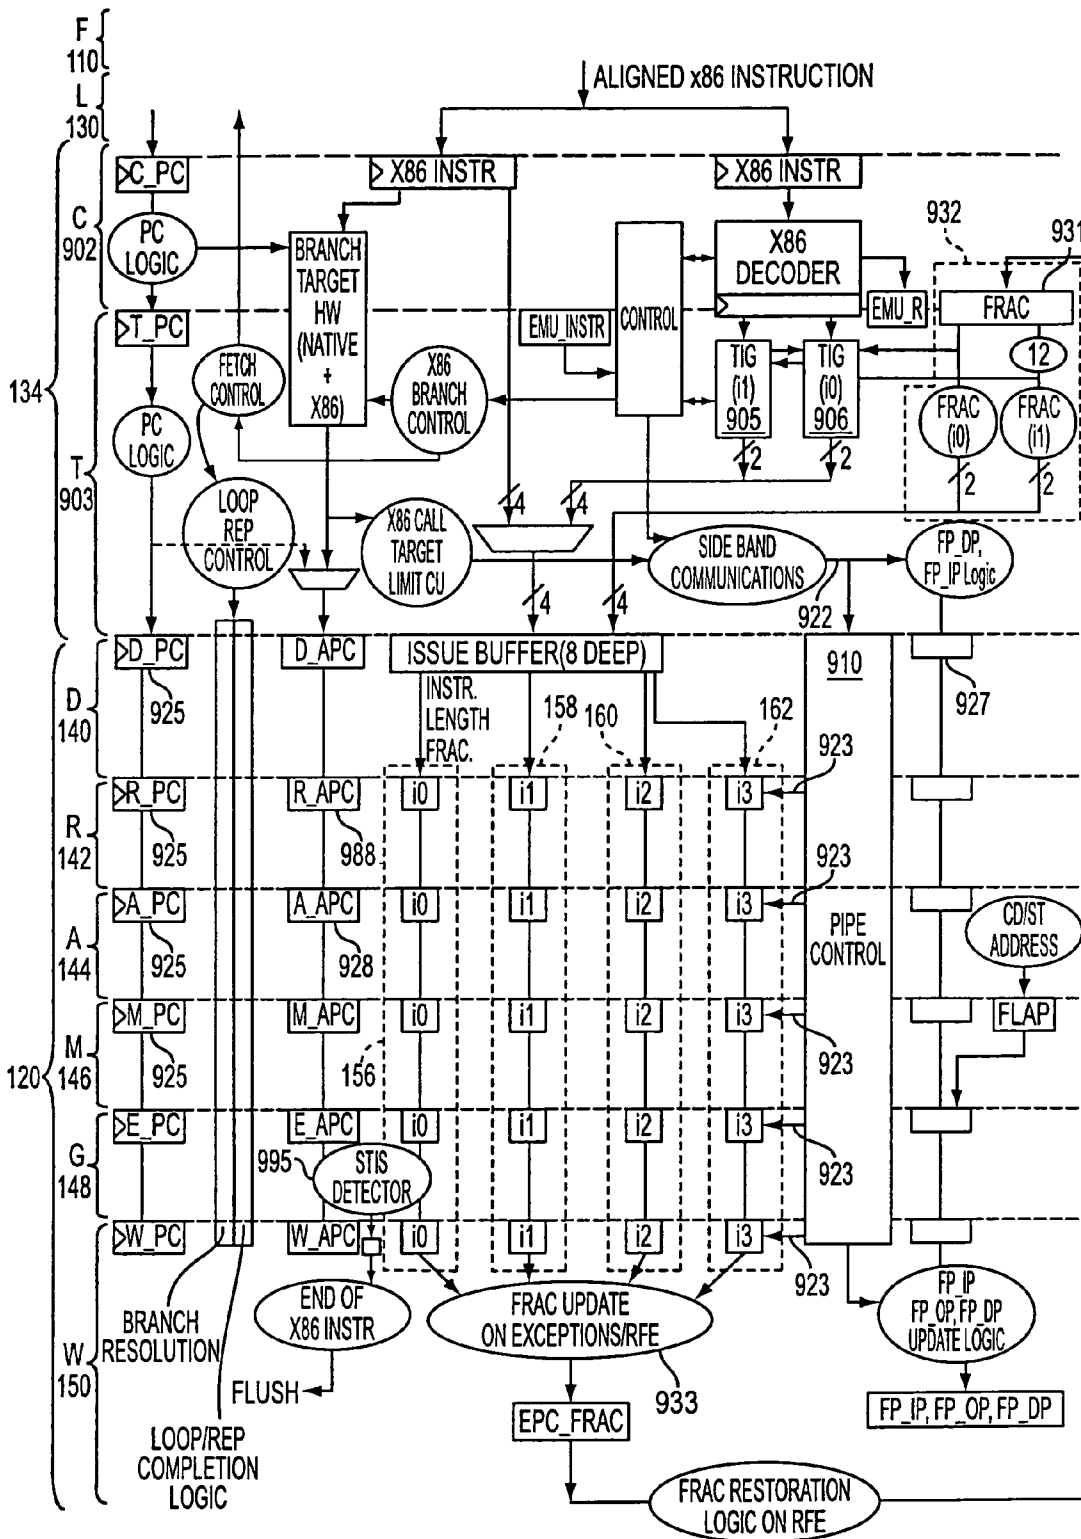 F
110
L
130
ALIGNED x86 INSTRUCTION
134
C
902
C_PC
X86 INSTR
X86 INSTR
PC
LOGIC
BRANCH
TARGET
HW
(NATIVE
+
X86)
CONTROL
X86
DECODER
932
931
EMU_R
FRAC
T
903
T_PC
EMU_INSTR
FETCH
CONTROL
X86
BRANCH
CONTROL
TIG
(i1)
905
TIG
(i0)
906
12
FRAC
(i0)
FRAC
(i1)
PC
LOGIC
2
2
2
2
LOOP
REP
CONTROL
4
4
X86 CALL
TARGET
LIMIT CU
SIDE BAND
COMMUNICATIONS
FP_DP,
FP_IP Logic
922
4
4
120
D
140
D_PC
925
D_APC
ISSUE BUFFER(8 DEEP)
INSTR.
LENGTH
FRAC.
158
160
162
910
927
923
R
142
R_PC
925
R_APC
988
i0
i1
i2
i3
923
A
144
A_PC
925
A_APC
928
i0
i1
i2
i3
PIPE
CONTROL
CD/ST
ADDRESS
M
146
M_PC
925
M_APC
156
i0
i1
i2
i3
923
FLAP
G
148
E_PC
E_APC
i0
i1
i2
i3
923
995
STIS
DETECTOR
W
150
W_PC
W_APC
i0
i1
i2
i3
923
BRANCH
RESOLUTION
END OF
X86 INSTR
FRAC UPDATE
ON EXCEPTIONS/RFE
933
FP_IP
FP_OP, FP_DP
UPDATE LOGIC
FLUSH
EPC_FRAC
FP_IP, FP_OP, FP_DP
LOOP/REP
COMPLETION
LOGIC
FRAC RESTORATION
LOGIC ON RFE